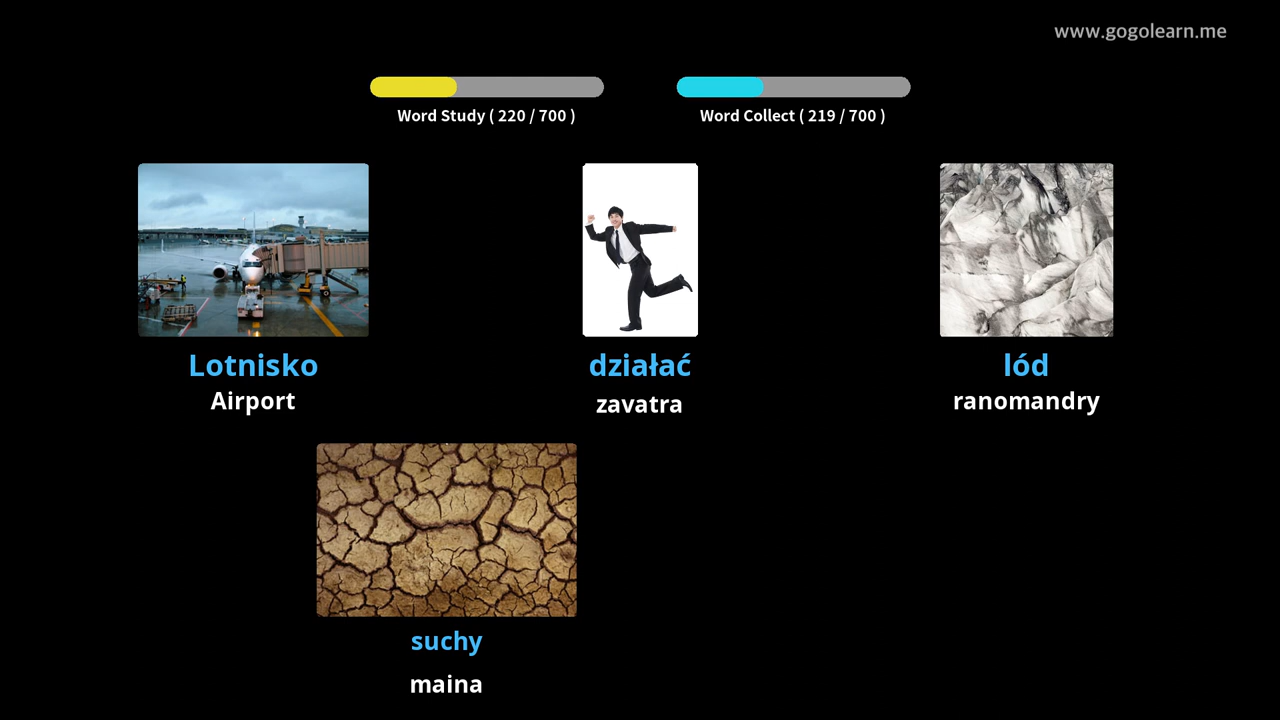 www.gogolearn.me
Word Study ( 220 / 700 )
Word Collect ( 219 / 700 )
Lotnisko
Airport
działać
zavatra
lód
ranomandry
suchy
maina